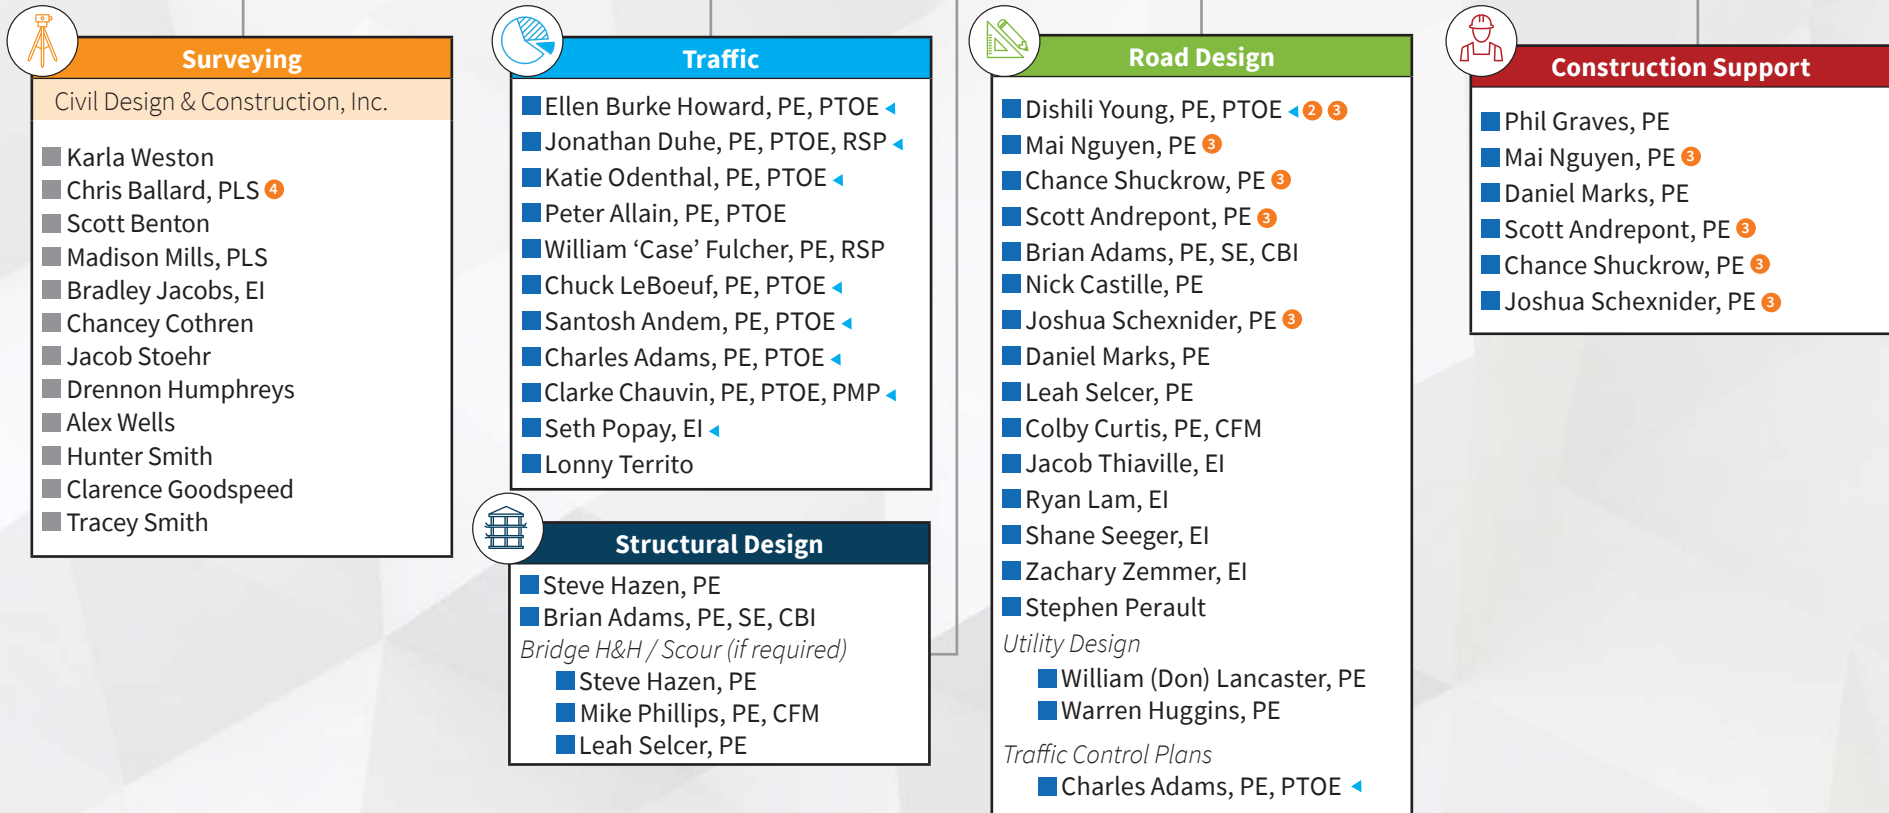 Surveying
Civil Design & Construction, Inc.
Karla Weston
Chris Ballard, PLS 4
Scott Benton
Madison Mills, PLS
Bradley Jacobs, EI
Chancey Cothren
Jacob Stoehr
Drennon Humphreys
Alex Wells
Hunter Smith
Clarence Goodspeed
Tracey Smith
Traffic
Ellen Burke Howard, PE, PTOE
Jonathan Duhe, PE, PTOE, RSP
Katie Odenthal, PE, PTOE
Peter Allain, PE, PTOE
William ‘Case’ Fulcher, PE, RSP
Chuck LeBoeuf, PE, PTOE
Santosh Andem, PE, PTOE
Charles Adams, PE, PTOE
Clarke Chauvin, PE, PTOE, PMP
Seth Popay, EI
Lonny Territo
Structural Design
Steve Hazen, PE
Brian Adams, PE, SE, CBI
Bridge H&H / Scour (if required)
Steve Hazen, PE
Mike Phillips, PE, CFM
Leah Selcer, PE
Road Design
Dishili Young, PE, PTOE 2 3
Mai Nguyen, PE 3
Chance Shuckrow, PE 3
Scott Andrepont, PE 3
Brian Adams, PE, SE, CBI
Nick Castille, PE
Joshua Schexnider, PE 3
Daniel Marks, PE
Leah Selcer, PE
Colby Curtis, PE, CFM
Jacob Thiaville, EI
Ryan Lam, EI
Shane Seeger, EI
Zachary Zemmer, EI
Stephen Perault
Utility Design
William (Don) Lancaster, PE
Warren Huggins, PE
Traffic Control Plans
Charles Adams, PE, PTOE
Construction Support
Phil Graves, PE
Mai Nguyen, PE 3
Daniel Marks, PE
Scott Andrepont, PE 3
Chance Shuckrow, PE 3
Joshua Schexnider, PE 3